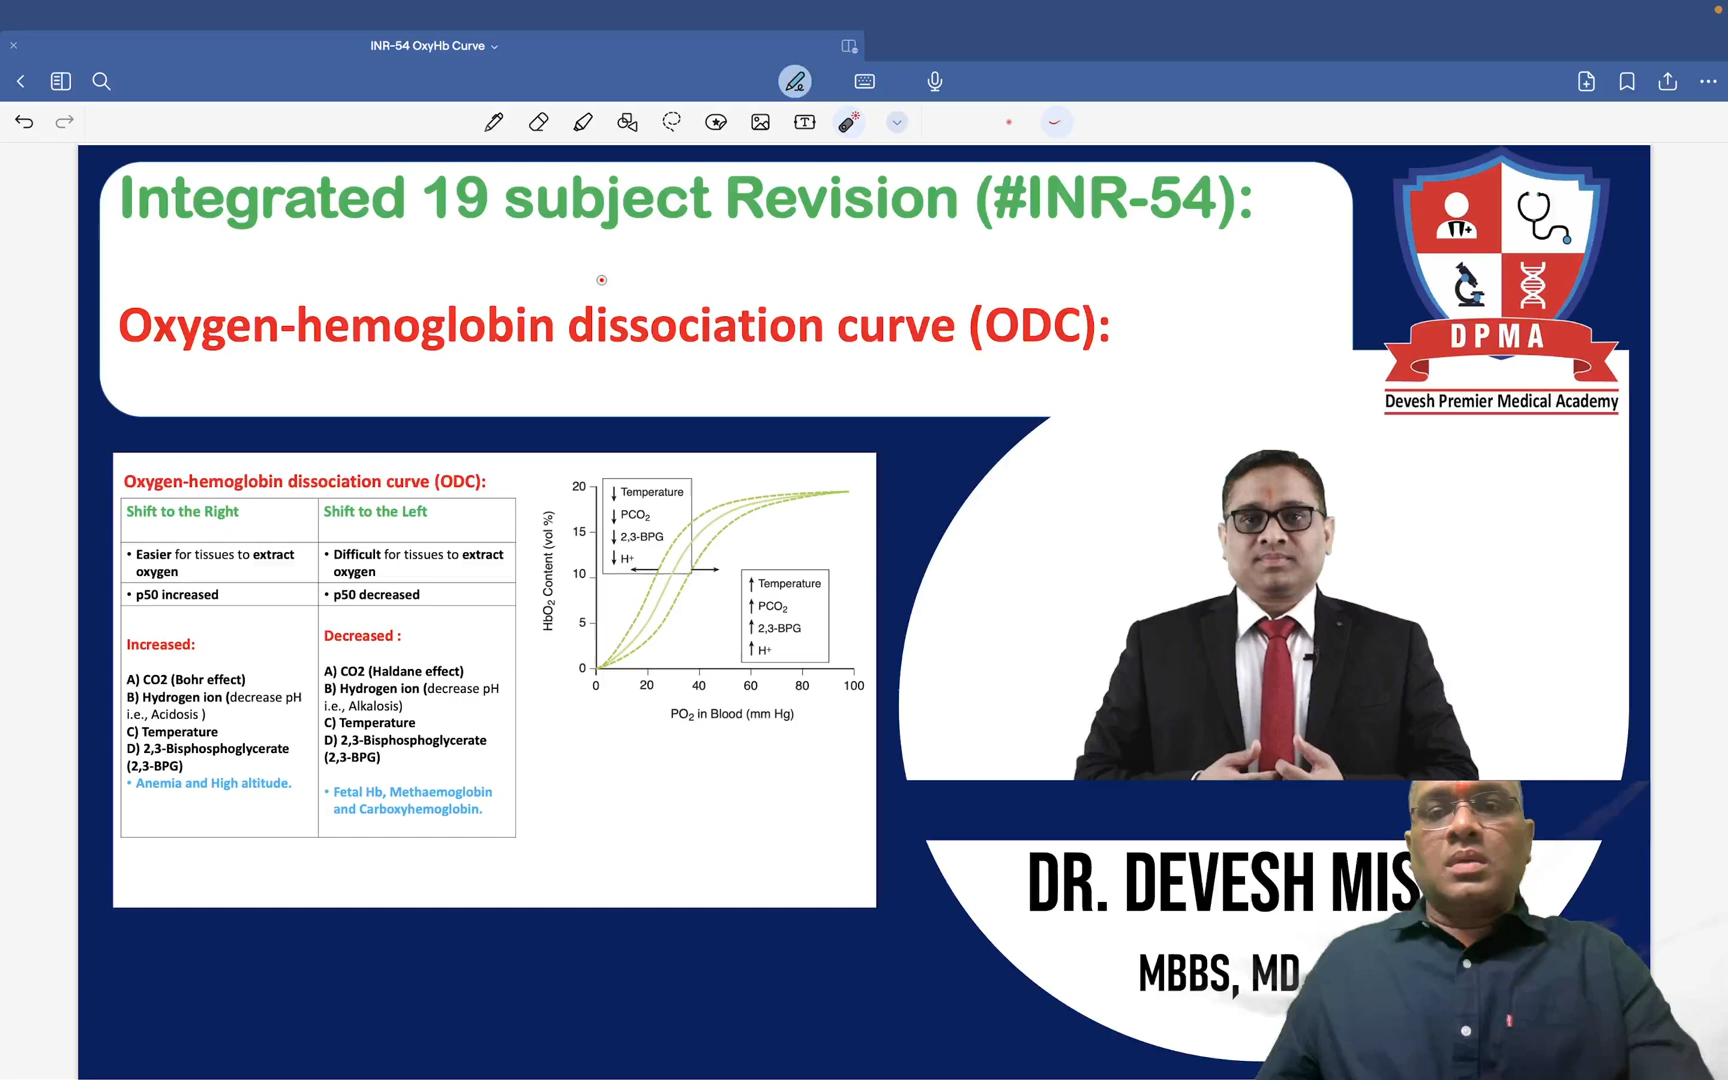 INR-54 OxyHb Curve
Integrated 19 subject Revision (#INR-54):
Oxygen-hemoglobin dissociation curve (ODC):
DPMA
Devesh Premier Medical Academy
Oxygen-hemoglobin dissociation curve (ODC):
Shift to the Right
• Easier for tissues to extract
oxygen
• p50 increased
Increased:
A) CO2 (Bohr effect)
B) Hydrogen ion (decrease pH
i.e., Acidosis )
C) Temperature
D) 2,3-Bisphosphoglycerate
(2,3-BPG)
• Anemia and High altitude.
Shift to the Left
• Difficult for tissues to extract
oxygen
• p50 decreased
Decreased :
A) CO2 (Haldane effect)
B) Hydrogen ion (decrease pH
i.e., Alkalosis)
C) Temperature
D) 2,3-Bisphosphoglycerate
(2,3-BPG)
• Fetal Hb, Methaemoglobin
and Carboxyhemoglobin.
HbO2 Content (vol %)
20
15
10
5
0
↓ Temperature
↓ PCO2
↓ 2,3-BPG
↓ H+
↑ Temperature
↑ PCO2
↑ 2,3-BPG
↑ H+
0 20 40 60 80 100
PO2 in Blood (mm Hg)
DR. DEVESH MIS
MBBS, MD